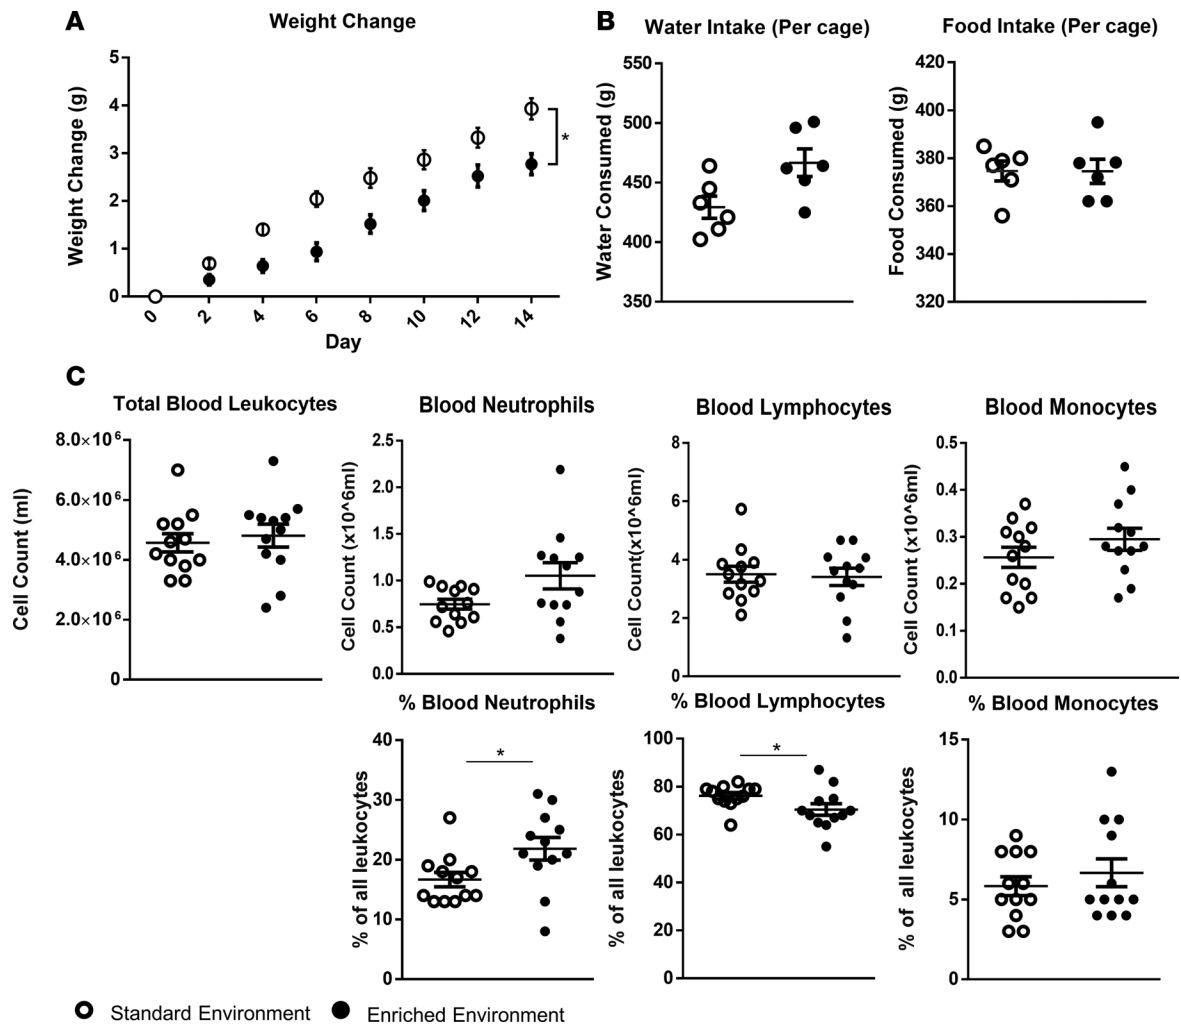 A
Weight Change
Weight Change (g)
5
4
3
2
1
0
*
0 2 4 6 8 10 12 14
Day
B
Water Intake (Per cage)
Water Consumed (g)
550
500
450
400
350
Food Intake (Per cage)
Food Consumed (g)
420
400
380
360
340
320
C
Total Blood Leukocytes
Cell Count (ml)
8.0×10^6
6.0×10^6
4.0×10^6
2.0×10^6
0
Blood Neutrophils
Cell Count (x10^6ml)
2.5
2.0
1.5
1.0
0.5
0.0
Blood Lymphocytes
Cell Count(x10^6ml)
8
6
4
2
0
Blood Monocytes
Cell Count (x10^6ml)
0.5
0.4
0.3
0.2
0.1
0.0
% Blood Neutrophils
% of all leukocytes
40
30
20
10
0
*
% Blood Lymphocytes
% of all leukocytes
100
80
60
40
20
0
*
% Blood Monocytes
% of all leukocytes
15
10
5
0
Standard Environment
Enriched Environment